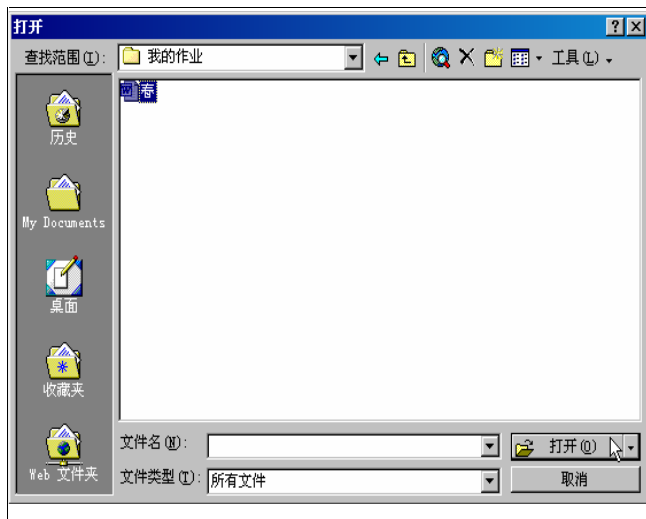 打开
查找范围(I): 我的作业 工具(L)
春
历史
My Documents
桌面
收藏夹
Web 文件夹
文件名(N): 打开(O)
文件类型(T): 所有文件 取消